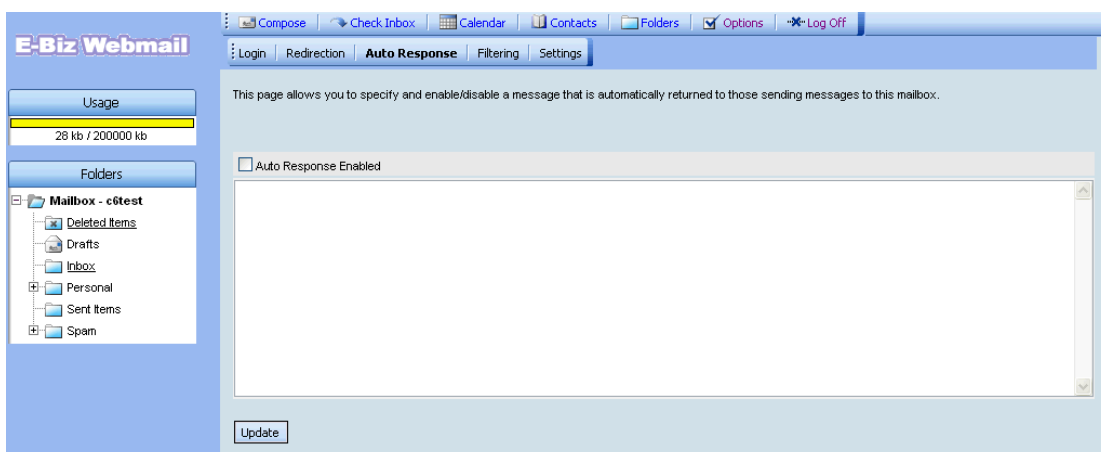 E-Biz Webmail
Compose Check Inbox Calendar Contacts Folders Options Log Off
Login Redirection Auto Response Filtering Settings
Usage
28 kb / 200000 kb
Folders
Mailbox - c6test
Deleted Items
Drafts
Inbox
Personal
Sent Items
Spam
This page allows you to specify and enable/disable a message that is automatically returned to those sending messages to this mailbox.
Auto Response Enabled
Update